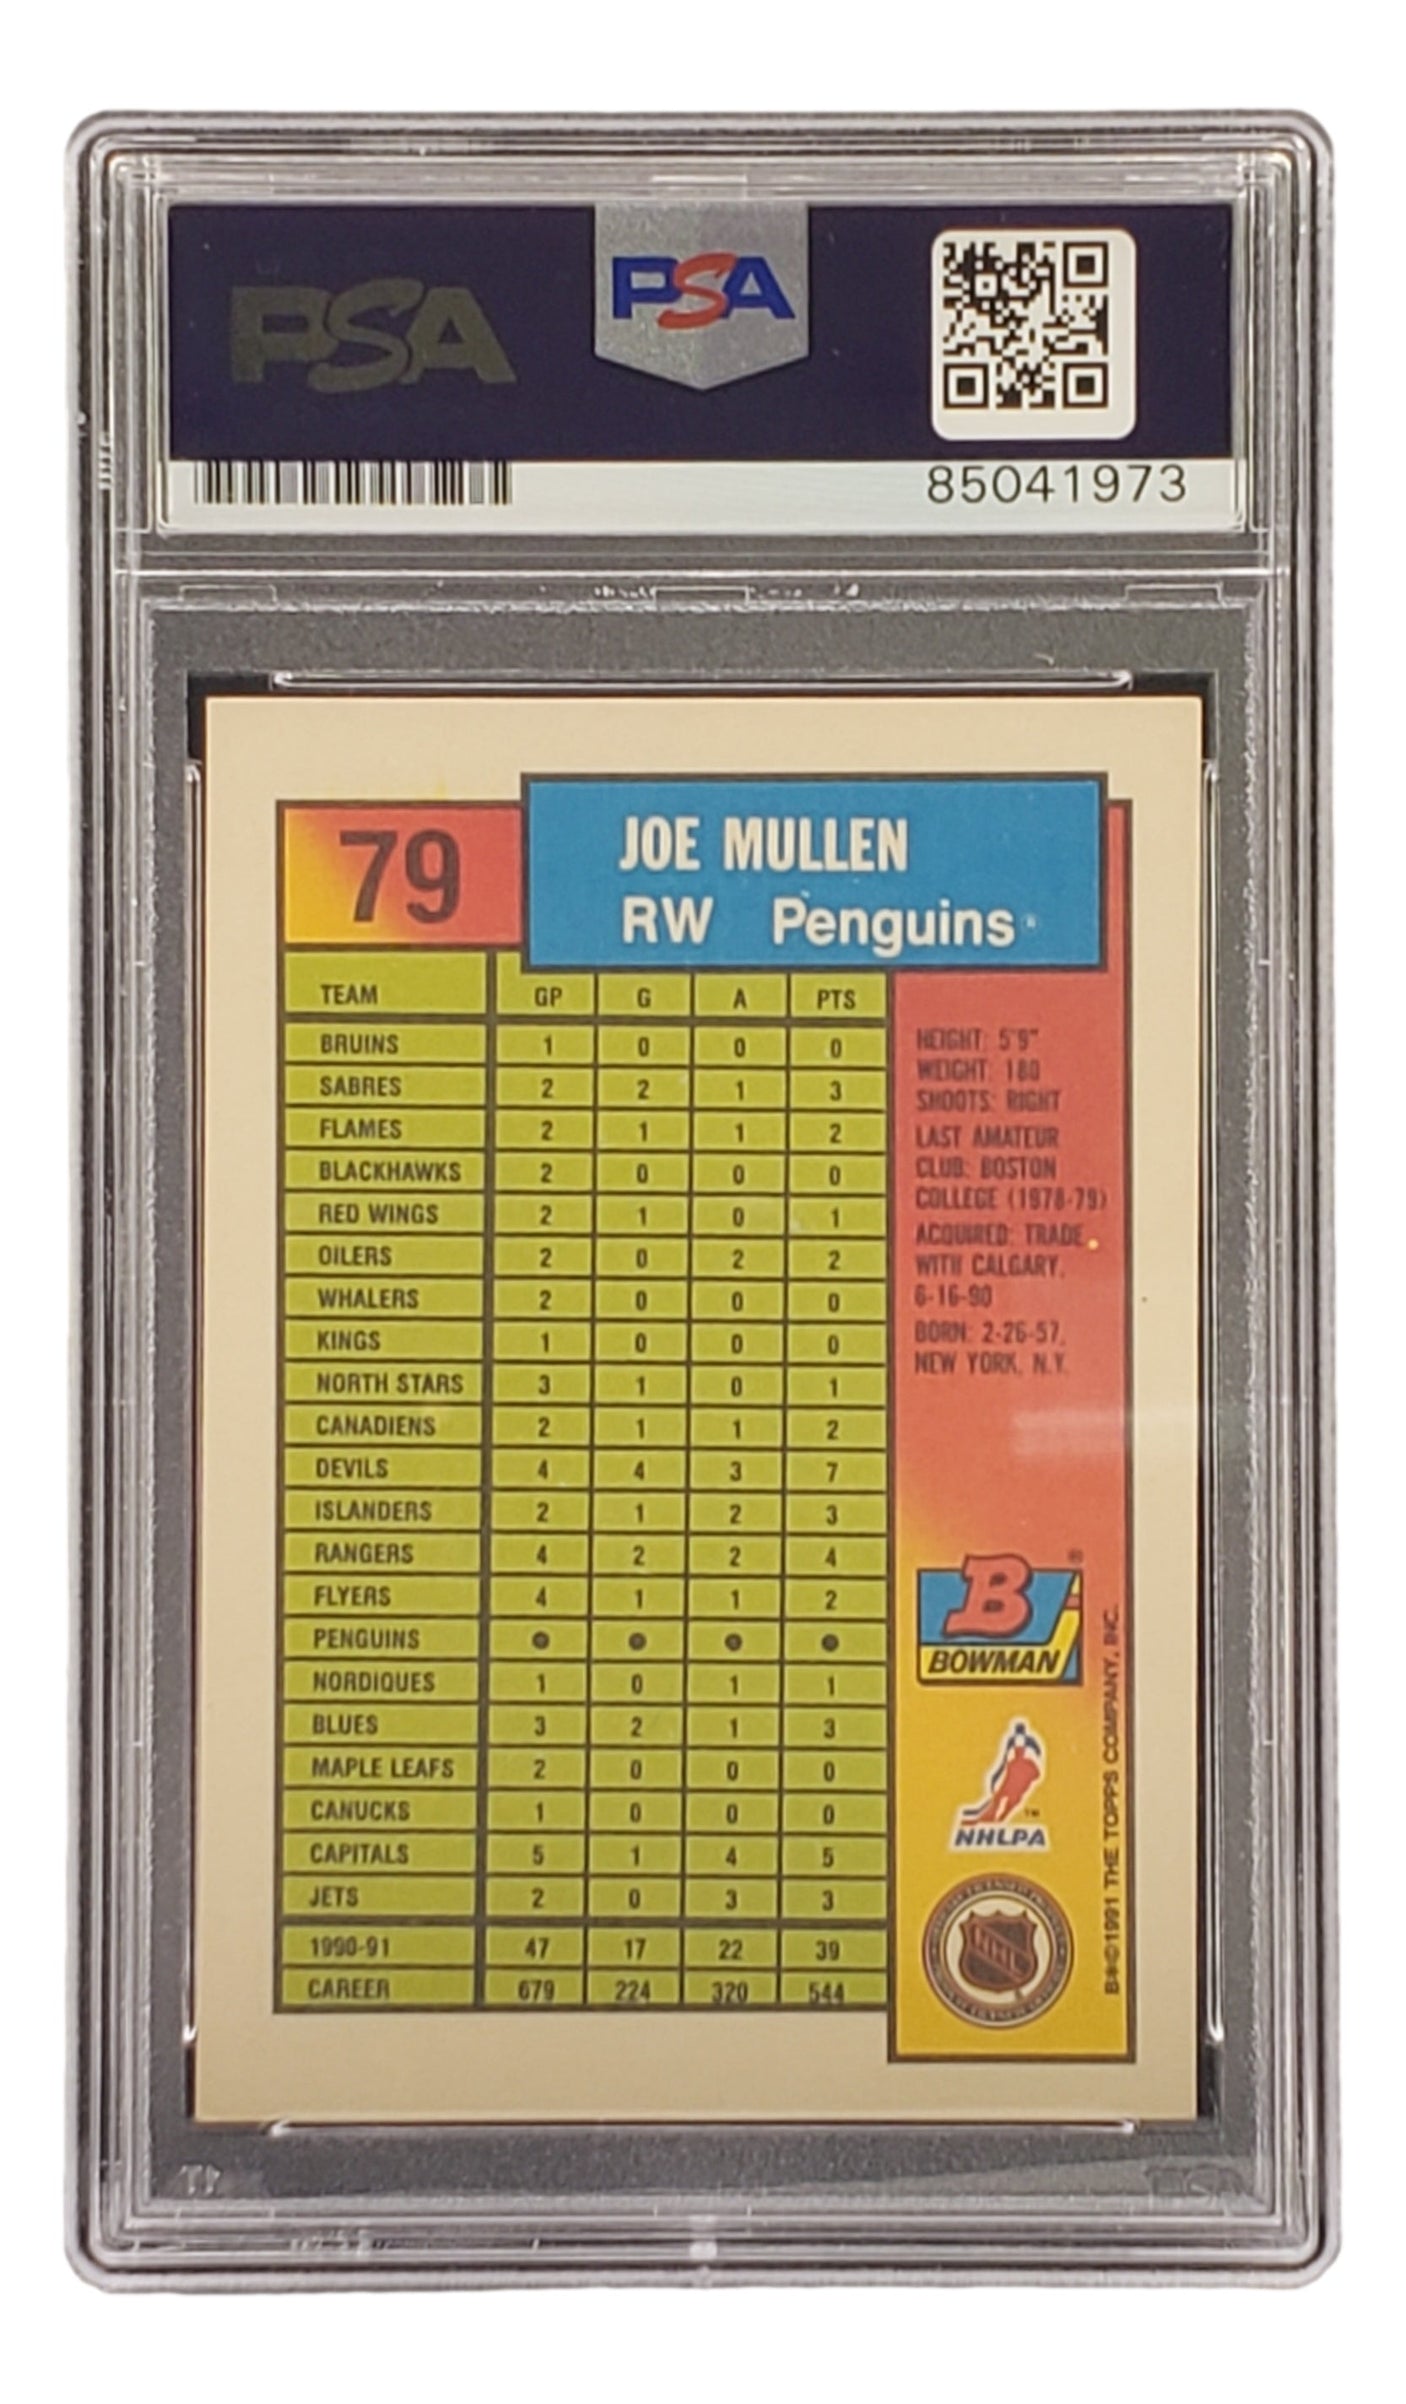 PSA
PSA
85041973
79
JOE MULLEN
RW Penguins
TEAM GP G A PTS
BRUINS 1 0 0 0
SABRES 2 2 1 3
FLAMES 2 1 1 2
BLACKHAWKS 2 0 0 0
RED WINGS 2 1 0 1
OILERS 2 0 2 2
WHALERS 2 0 0 0
KINGS 1 0 0 0
NORTH STARS 3 1 0 1
CANADIENS 2 1 1 2
DEVILS 4 4 3 7
ISLANDERS 2 1 2 3
RANGERS 4 2 2 4
FLYERS 4 1 1 2
PENGUINS ● ● ● ●
NORDIQUES 1 0 1 1
BLUES 3 2 1 3
MAPLE LEAFS 2 0 0 0
CANUCKS 1 0 0 0
CAPITALS 5 1 4 5
JETS 2 0 3 3
1990-91 47 17 22 39
CAREER 679 224 320 544
HEIGHT: 5'9"
WEIGHT: 180
SHOOTS: RIGHT
LAST AMATEUR
CLUB: BOSTON
COLLEGE (1978-79)
ACQUIRED: TRADE
WITH CALGARY,
6-16-90
BORN: 2-26-57,
NEW YORK, N.Y.
B ®
BOWMAN
™
NHLPA
NHL
B*©1991 THE TOPPS COMPANY, INC.